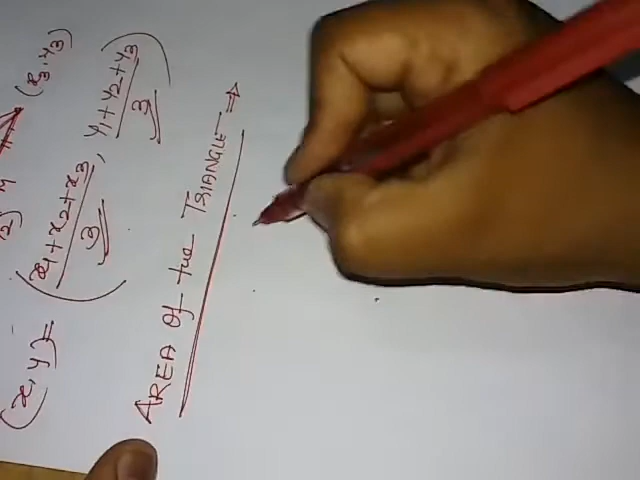 (x3, y3)
(x, y) = (x1+x2+x3/3, y1+y2+y3/3)
AREA of the TRIANGLE →